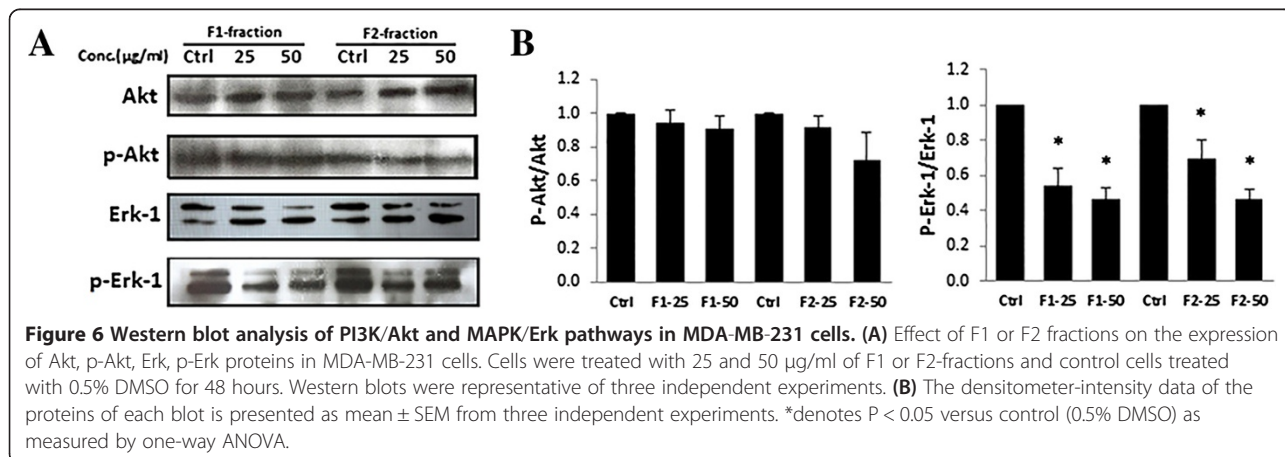 A
F1-fraction F2-fraction
Conc.(µg/ml) Ctrl 25 50 Ctrl 25 50
Akt
p-Akt
Erk-1
p-Erk-1
B
P-Akt/Akt
1.2
1.0
0.8
0.6
0.4
0.2
0.0
Ctrl F1-25 F1-50 Ctrl F2-25 F2-50
P-Erk-1/Erk-1
1.2
1.0
0.8
0.6
0.4
0.2
0.0
* * * *
Ctrl F1-25 F1-50 Ctrl F2-25 F2-50
Figure 6 Western blot analysis of PI3K/Akt and MAPK/Erk pathways in MDA-MB-231 cells. (A) Effect of F1 or F2 fractions on the expression
of Akt, p-Akt, Erk, p-Erk proteins in MDA-MB-231 cells. Cells were treated with 25 and 50 µg/ml of F1 or F2-fractions and control cells treated
with 0.5% DMSO for 48 hours. Western blots were representative of three independent experiments. (B) The densitometer-intensity data of the
proteins of each blot is presented as mean ± SEM from three independent experiments. *denotes P < 0.05 versus control (0.5% DMSO) as
measured by one-way ANOVA.